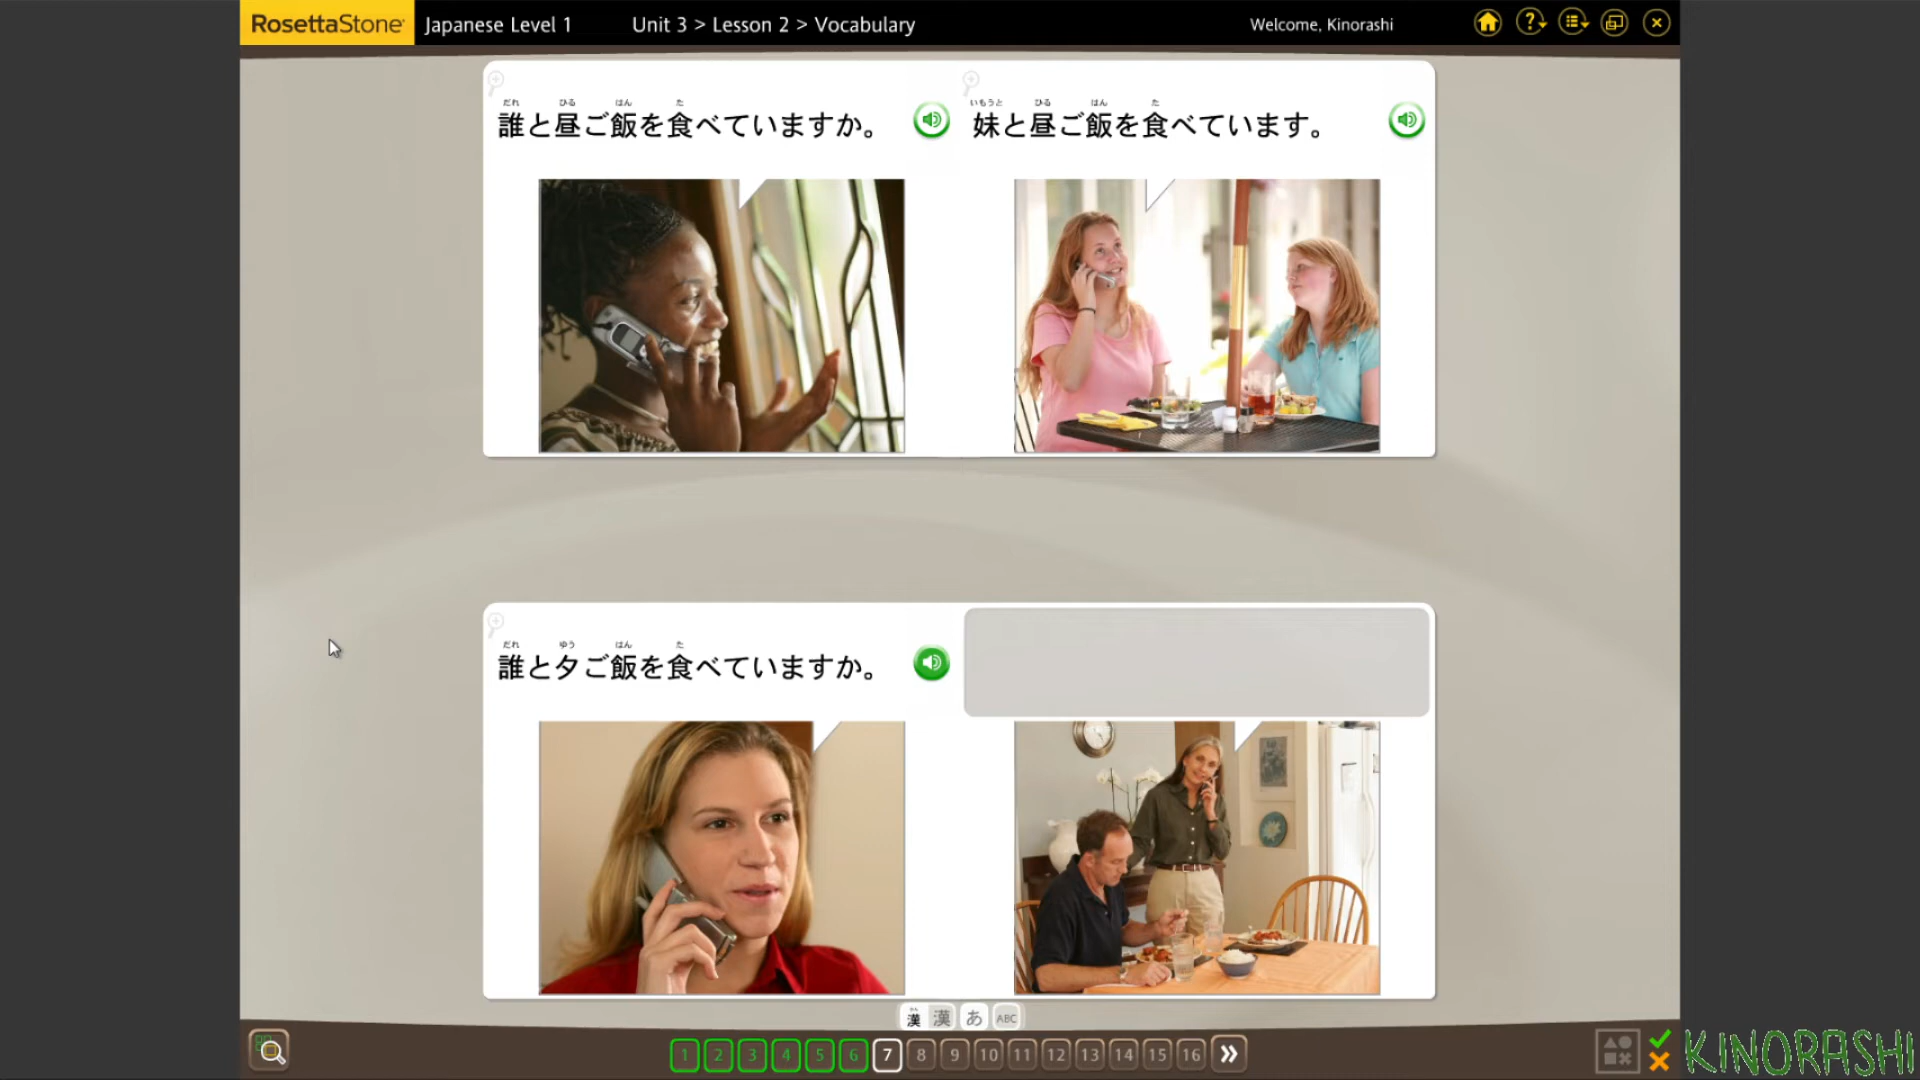 RosettaStone
Japanese Level 1
Unit 3 > Lesson 2 > Vocabulary
Welcome, Kinorashi
だれ ひる はん た
誰と昼ご飯を食べていますか。
いもうと ひる はん た
妹と昼ご飯を食べています。
だれ ゆう はん た
誰と夕ご飯を食べていますか。
漢 漢 あ ABC
1 2 3 4 5 6 7 8 9 10 11 12 13 14 15 16
KINORASHI